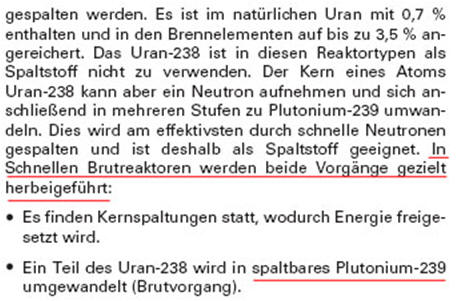 gespalten werden. Es ist im natürlichen Uran mit 0,7 %
enthalten und in den Brennelementen auf bis zu 3,5 % an-
gereichert. Das Uran-238 ist in diesen Reaktortypen als
Spaltstoff nicht zu verwenden. Der Kern eines Atoms
Uran-238 kann aber ein Neutron aufnehmen und sich an-
schließend in mehreren Stufen zu Plutonium-239 umwan-
deln. Dies wird am effektivsten durch schnelle Neutronen
gespalten und ist deshalb als Spaltstoff geeignet. In
Schnellen Brutreaktoren werden beide Vorgänge gezielt
herbeigeführt:
• Es finden Kernspaltungen statt, wodurch Energie freige-
setzt wird.
• Ein Teil des Uran-238 wird in spaltbares Plutonium-239
umgewandelt (Brutvorgang).